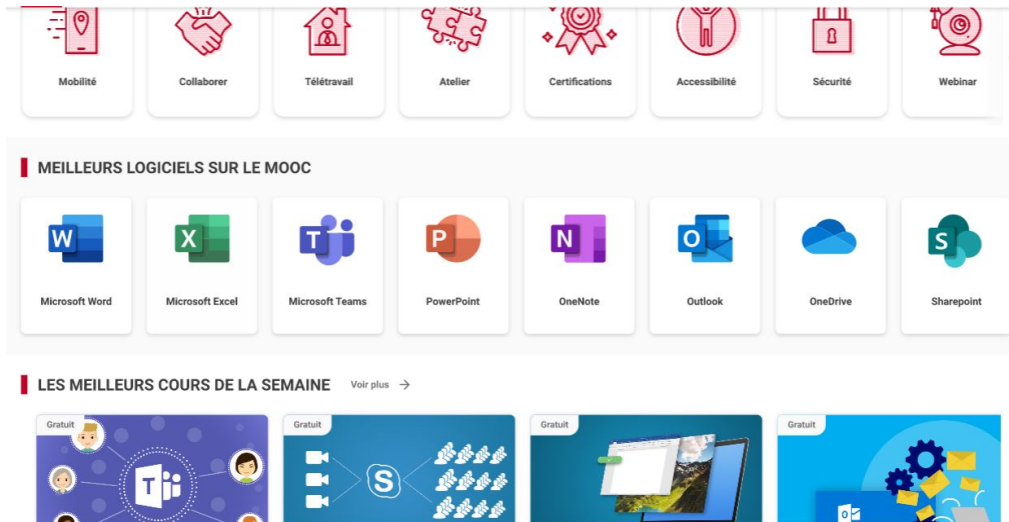 Mobilité
Collaborer
Télétravail
Atelier
Certifications
Accessibilité
Sécurité
Webinar
MEILLEURS LOGICIELS SUR LE MOOC
W
X
T
P
N
O
S
Microsoft Word
Microsoft Excel
Microsoft Teams
PowerPoint
OneNote
Outlook
OneDrive
Sharepoint
LES MEILLEURS COURS DE LA SEMAINE Voir plus →
Gratuit
Gratuit
Gratuit
Gratuit
T
S